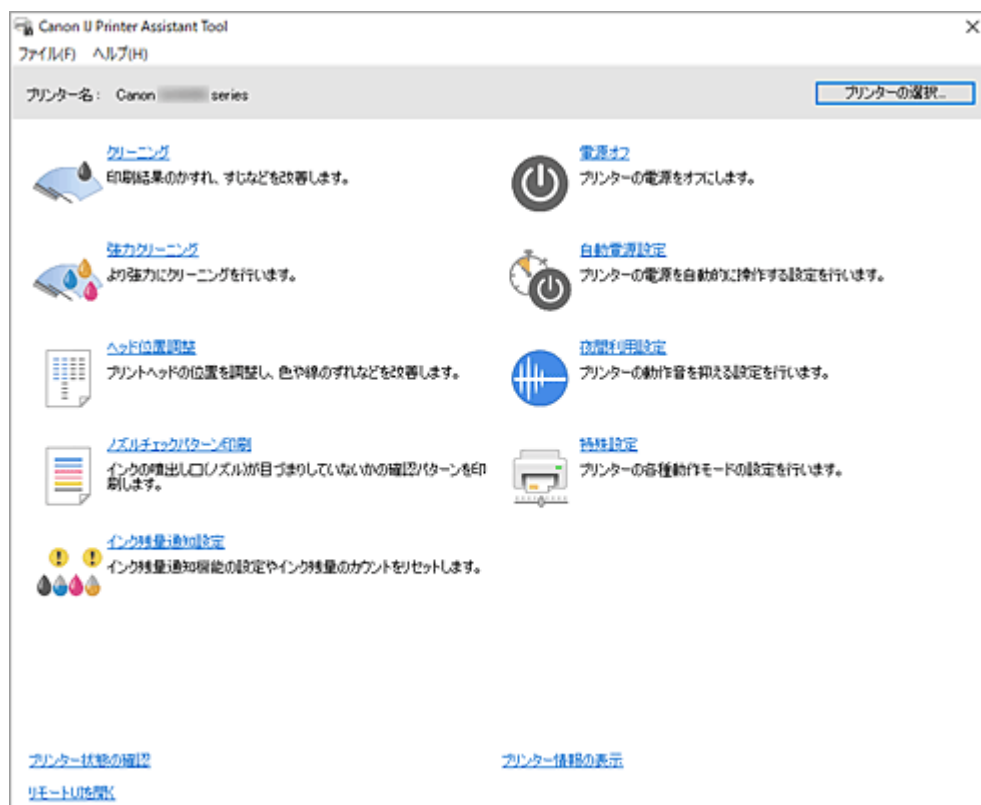 Canon IJ Printer Assistant Tool
ファイル(F) ヘルプ(H)
プリンター名: Canon series
プリンターの選択...
クリーニング
印刷結果のかすれ、すじなどを改善します。
強力クリーニング
より強力にクリーニングを行います。
ヘッド位置調整
プリントヘッドの位置を調整し、色や線のずれなどを改善します。
ノズルチェックパターン印刷
インクの噴出し口(ノズル)が目づまりしていないかの確認パターンを印
刷します。
インク残量通知設定
インク残量通知機能の設定やインク残量のカウントをリセットします。
電源オフ
プリンターの電源をオフにします。
自動電源設定
プリンターの電源を自動的に操作する設定を行います。
夜間利用設定
プリンターの動作音を抑える設定を行います。
特殊設定
プリンターの各種動作モードの設定を行います。
プリンター状態の確認
プリンター情報の表示
リモートUIを開く